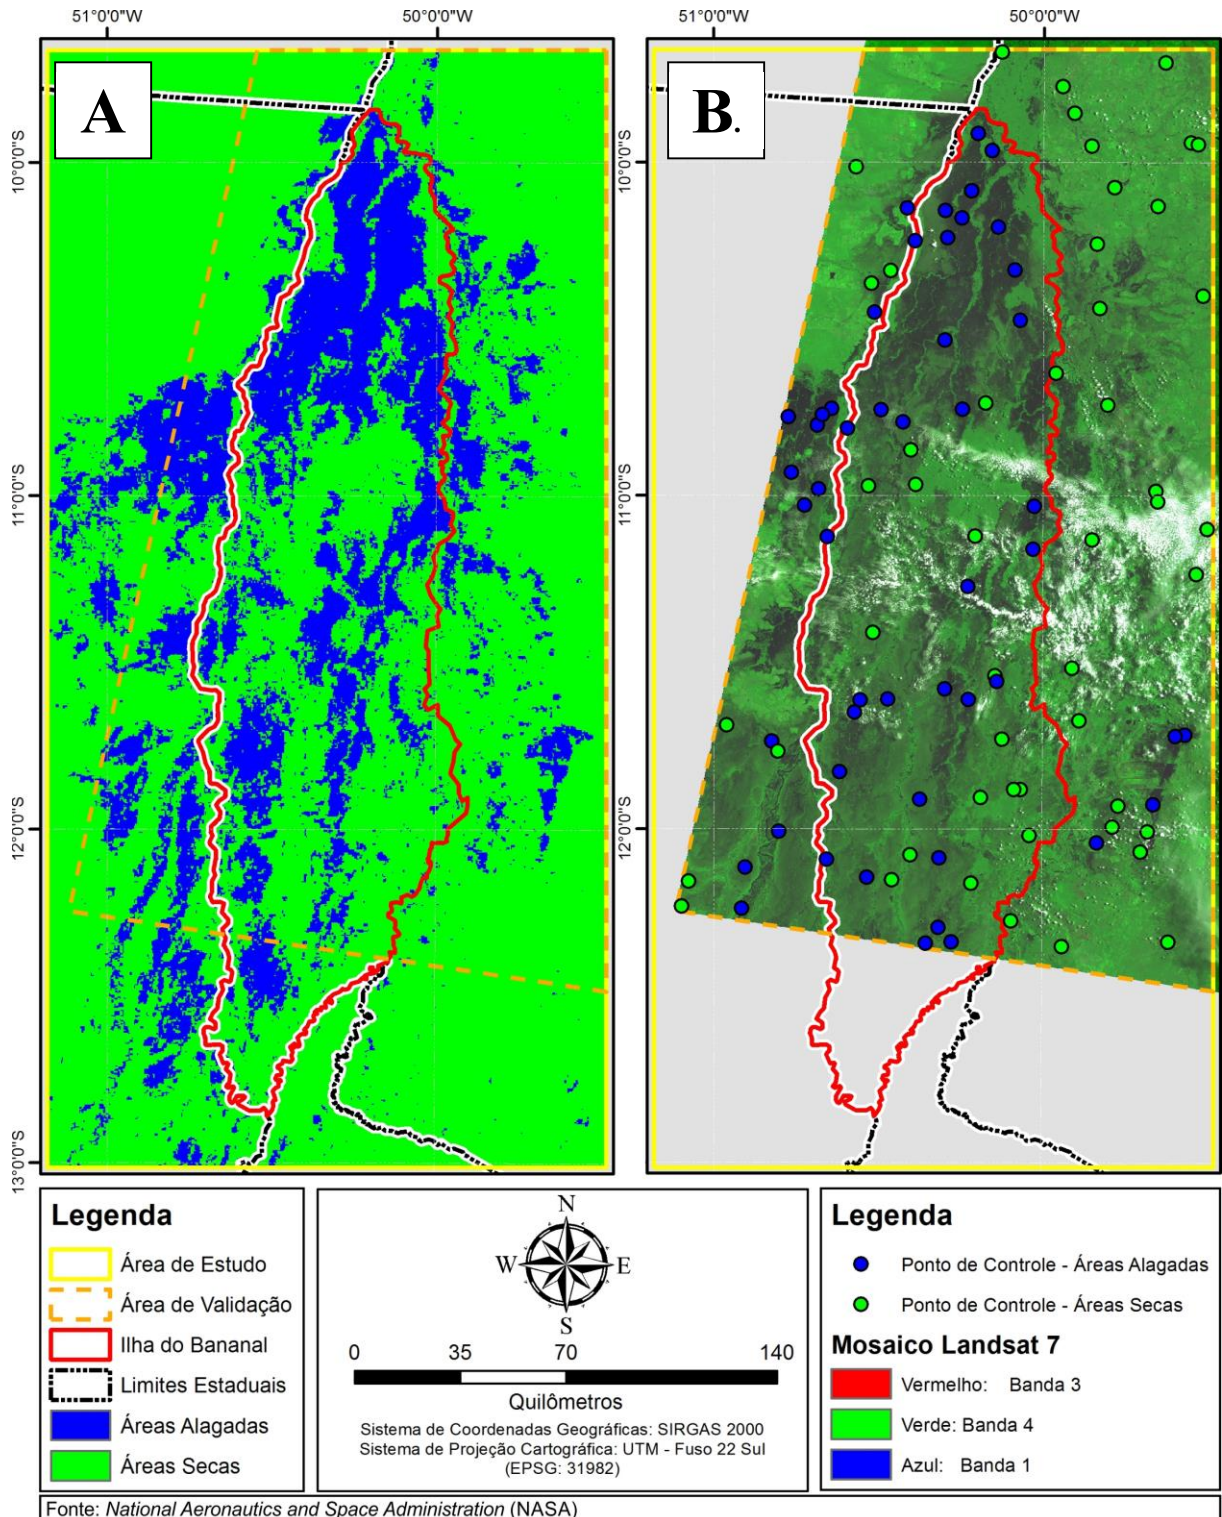 51°0'0"W 50°0'0"W 51°0'0"W 50°0'0"W
A
B.
10°0'0"S
11°0'0"S
12°0'0"S
13°0'0"S
10°0'0"S
11°0'0"S
12°0'0"S
Legenda
Área de Estudo
Área de Validação
Ilha do Bananal
Limites Estaduais
Áreas Alagadas
Áreas Secas
N
W E
S
0 35 70 140
Quilômetros
Sistema de Coordenadas Geográficas: SIRGAS 2000
Sistema de Projeção Cartográfica: UTM - Fuso 22 Sul
(EPSG: 31982)
Legenda
Ponto de Controle - Áreas Alagadas
Ponto de Controle - Áreas Secas
Mosaico Landsat 7
Vermelho: Banda 3
Verde: Banda 4
Azul: Banda 1
Fonte: National Aeronautics and Space Administration (NASA)